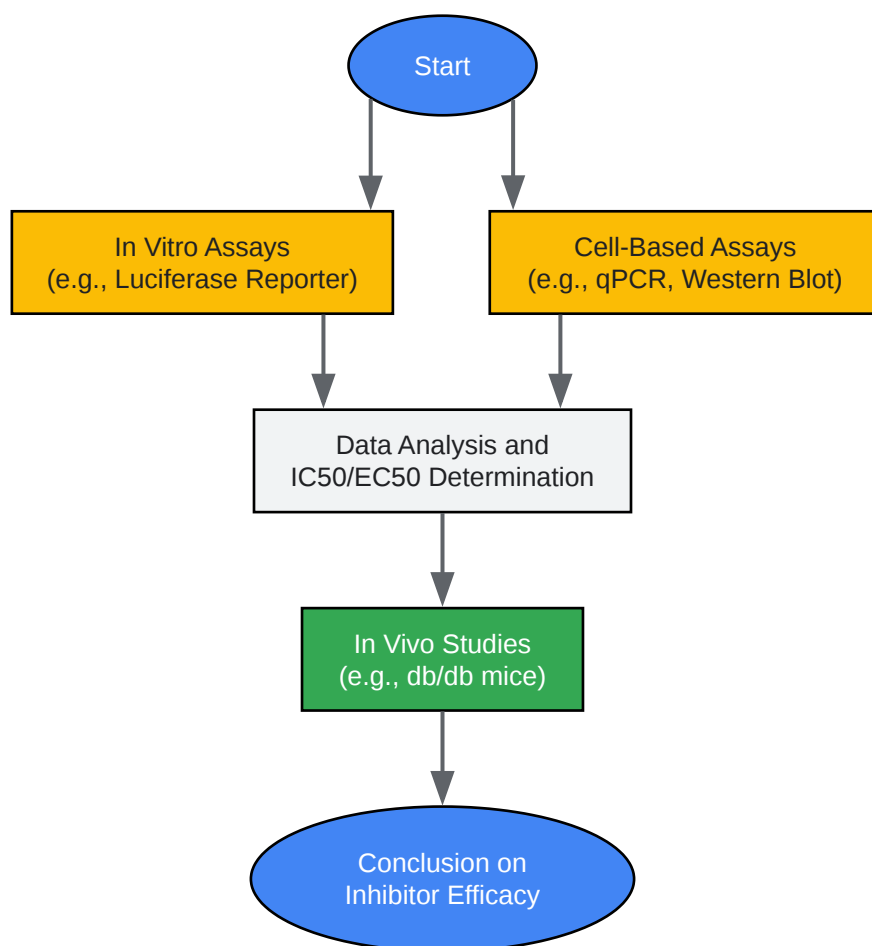 Start
In Vitro Assays
(e.g., Luciferase Reporter)
Cell-Based Assays
(e.g., qPCR, Western Blot)
Data Analysis and
IC50/EC50 Determination
In Vivo Studies
(e.g., db/db mice)
Conclusion on
Inhibitor Efficacy